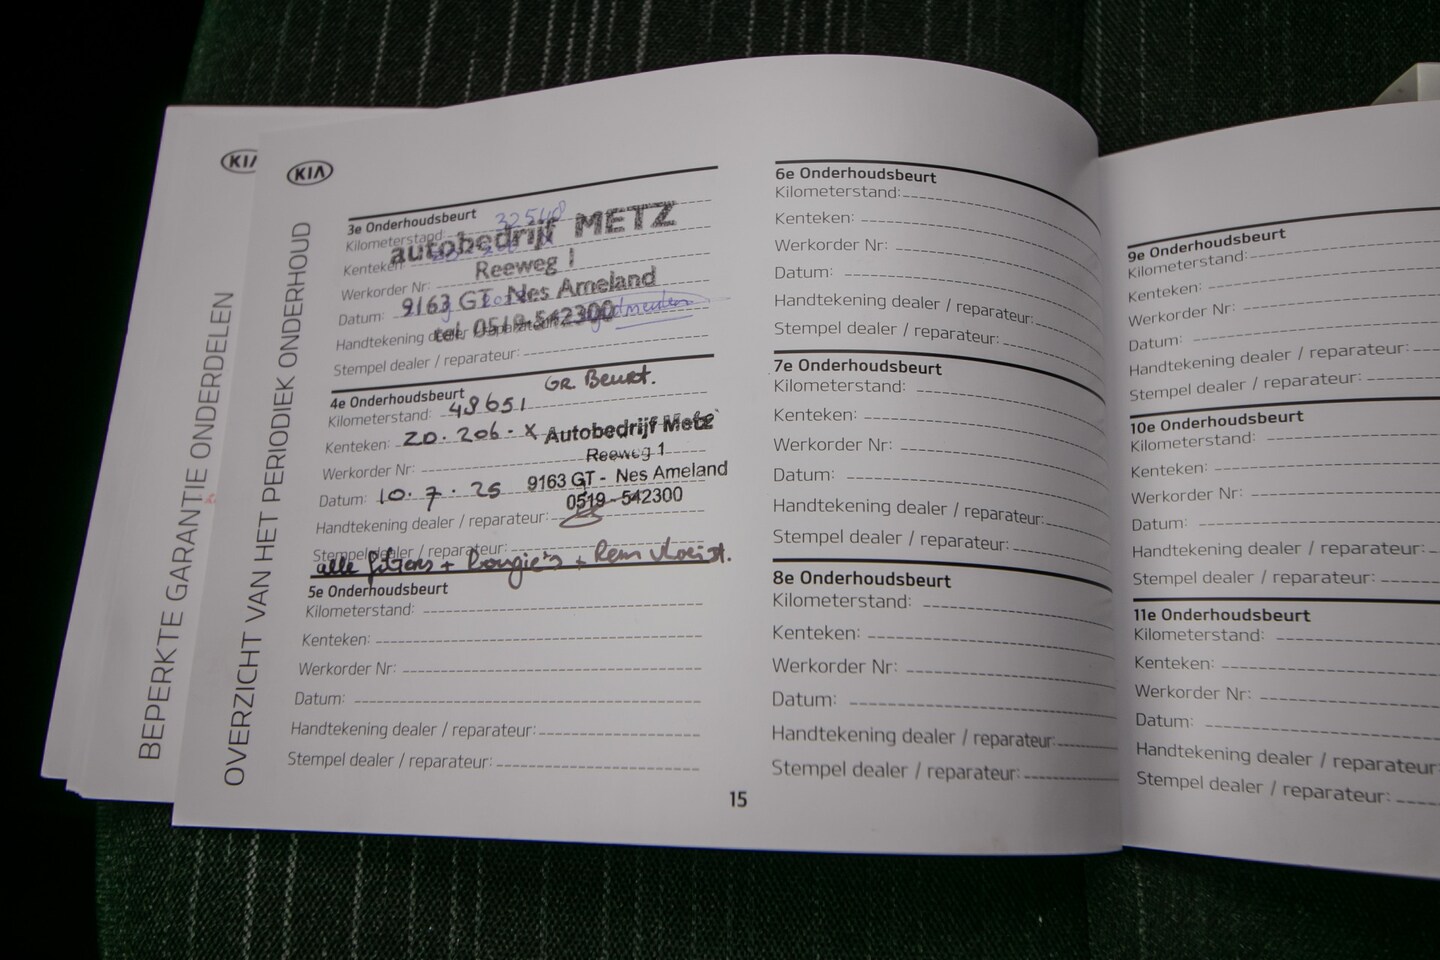 KIA
BEPERKTE GARANTIE ONDERDELEN
KIA
OVERZICHT VAN HET PERIODIEK ONDERHOUD
3e Onderhoudsbeurt
Kilometerstand: 32548
Kenteken:
Werkorder Nr:
Datum:
Handtekening dealer / reparateur:
Stempel dealer / reparateur:
autobedrijf METZ
Reeweg 1
9163 GT Nes Ameland
tel. 0519-542300
4e Onderhoudsbeurt GR. Beurt.
Kilometerstand: 48651
Kenteken: 20.206.X
Werkorder Nr:
Datum: 10.7.25
Handtekening dealer / reparateur:
Stempel dealer / reparateur:
Autobedrijf Metz
Reeweg 1
9163 GT - Nes Ameland
0519 - 542300
alle filters + Bougie's + Rem vloeist.
5e Onderhoudsbeurt
Kilometerstand:
Kenteken:
Werkorder Nr:
Datum:
Handtekening dealer / reparateur:
Stempel dealer / reparateur:
6e Onderhoudsbeurt
Kilometerstand:
Kenteken:
Werkorder Nr:
Datum:
Handtekening dealer / reparateur:
Stempel dealer / reparateur:
7e Onderhoudsbeurt
Kilometerstand:
Kenteken:
Werkorder Nr:
Datum:
Handtekening dealer / reparateur:
Stempel dealer / reparateur:
8e Onderhoudsbeurt
Kilometerstand:
Kenteken:
Werkorder Nr:
Datum:
Handtekening dealer / reparateur:
Stempel dealer / reparateur:
15
9e Onderhoudsbeurt
Kilometerstand:
Kenteken:
Werkorder Nr:
Datum:
Handtekening dealer / reparateur:
Stempel dealer / reparateur:
10e Onderhoudsbeurt
Kilometerstand:
Kenteken:
Werkorder Nr:
Datum:
Handtekening dealer / reparateur:
Stempel dealer / reparateur:
11e Onderhoudsbeurt
Kilometerstand:
Kenteken:
Werkorder Nr:
Datum:
Handtekening dealer / reparateur:
Stempel dealer / reparateur: